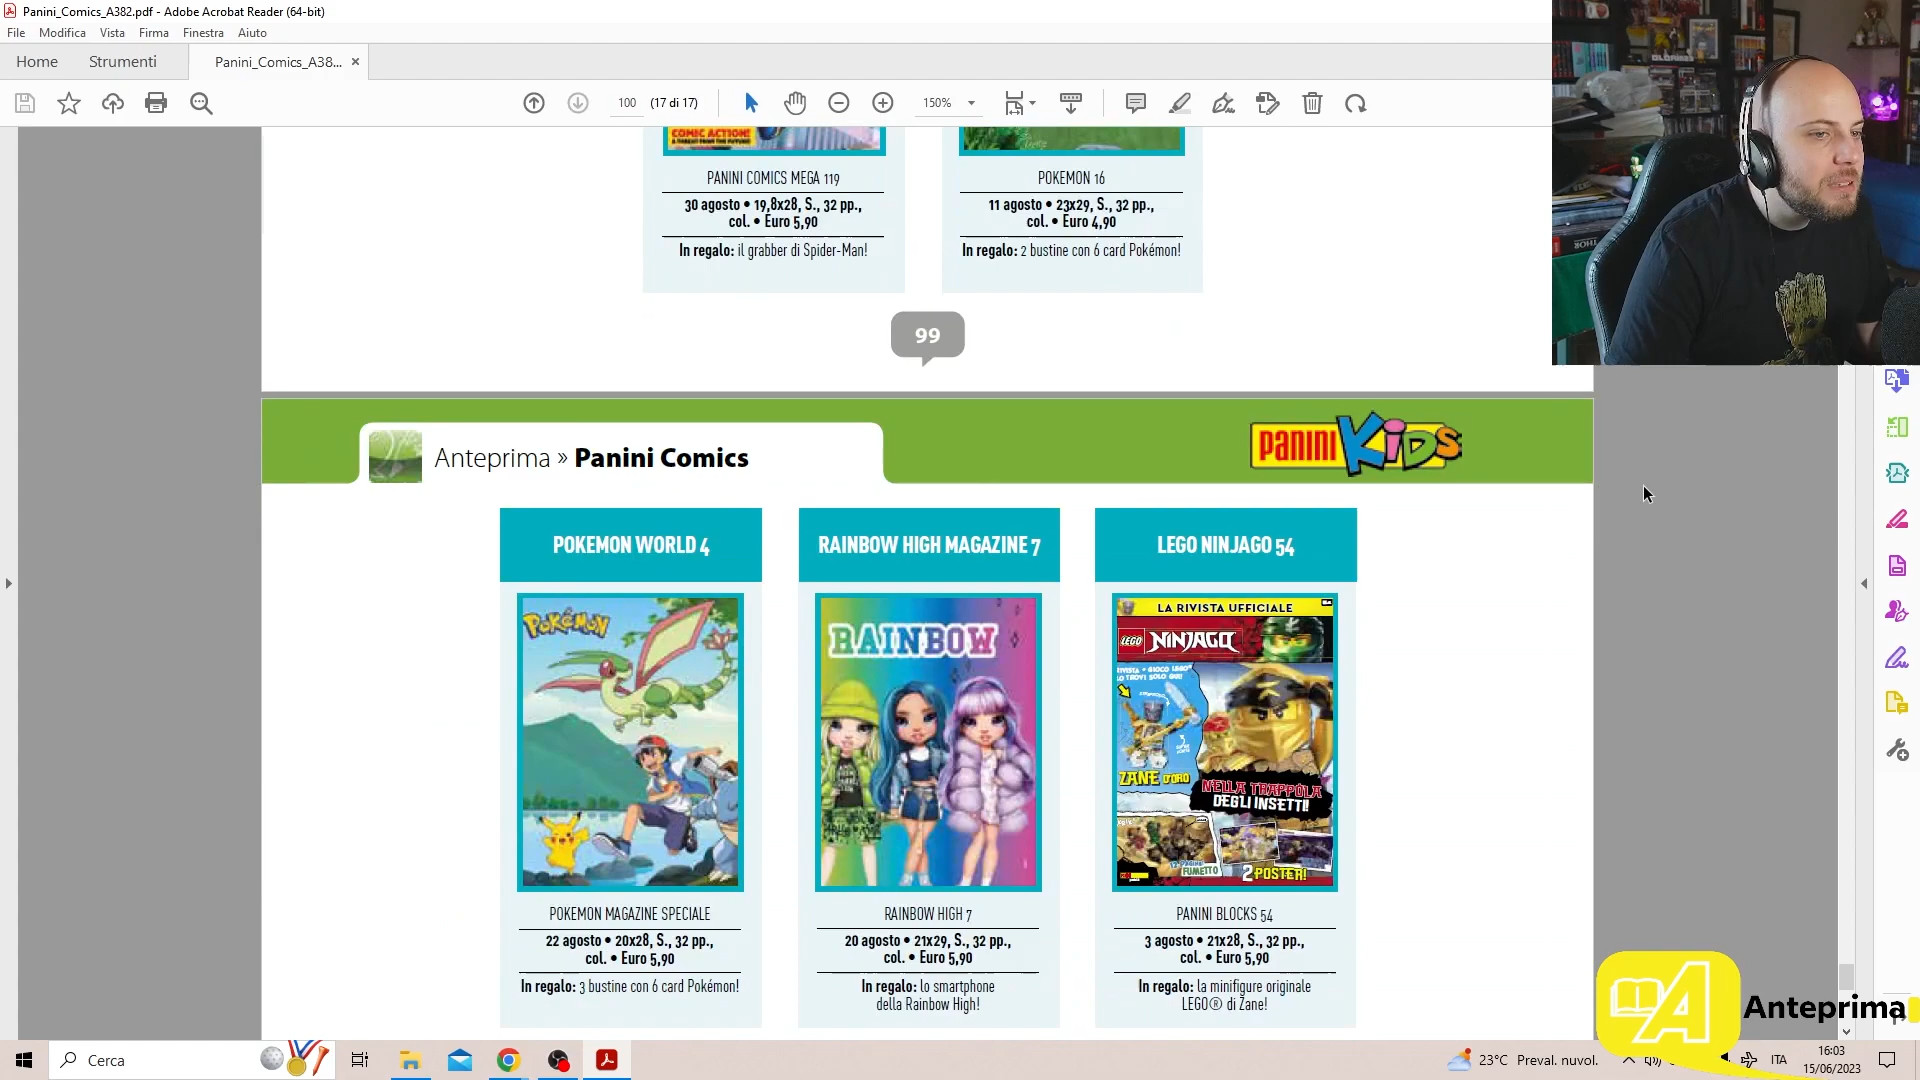 Panini_Comics_A382.pdf - Adobe Acrobat Reader (64-bit)
File Modifica Vista Firma Finestra Aiuto
Home Strumenti Panini_Comics_A38... ×
100 (17 di 17) 150%
COMIC ACTION!
PANINI COMICS MEGA 119
30 agosto • 19,8x28, S., 32 pp.,
col. • Euro 5,90
In regalo: il grabber di Spider-Man!
POKEMON 16
11 agosto • 23x29, S., 32 pp.,
col. • Euro 4,90
In regalo: 2 bustine con 6 card Pokémon!
99
Anteprima » Panini Comics
PANINI KIDS
POKEMON WORLD 4
POKéMON
POKEMON MAGAZINE SPECIALE
22 agosto • 20x28, S., 32 pp.,
col. • Euro 5,90
In regalo: 3 bustine con 6 card Pokémon!
RAINBOW HIGH MAGAZINE 7
RAINBOW
RAINBOW HIGH 7
20 agosto • 21x29, S., 32 pp.,
col. • Euro 5,90
In regalo: lo smartphone
della Rainbow High!
LEGO NINJAGO 54
LA RIVISTA UFFICIALE
LEGO NINJAGO
ZANE D'ORO
NELLA TRAPPOLA
DEGLI INSETTI!
FUMETTO
2 POSTER!
PANINI BLOCKS 54
3 agosto • 21x28, S., 32 pp.,
col. • Euro 5,90
In regalo: la minifigure originale
LEGO® di Zane!
THOR
A Anteprima
Cerca
23°C Preval. nuvol.
ITA
16:03
15/06/2023